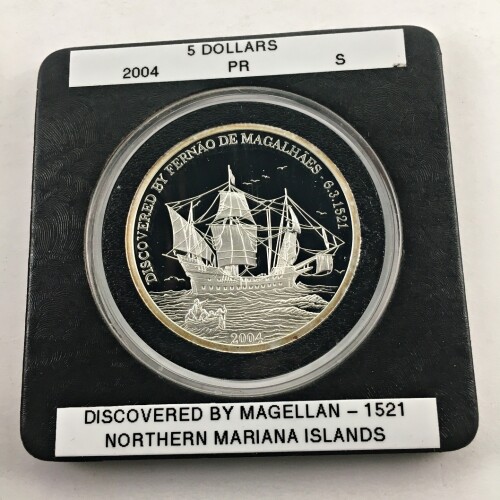 5 DOLLARS
2004 PR S
DISCOVERED BY FERNÃO DE MAGALHÃES - 6.3.1521
2004
DISCOVERED BY MAGELLAN – 1521
NORTHERN MARIANA ISLANDS